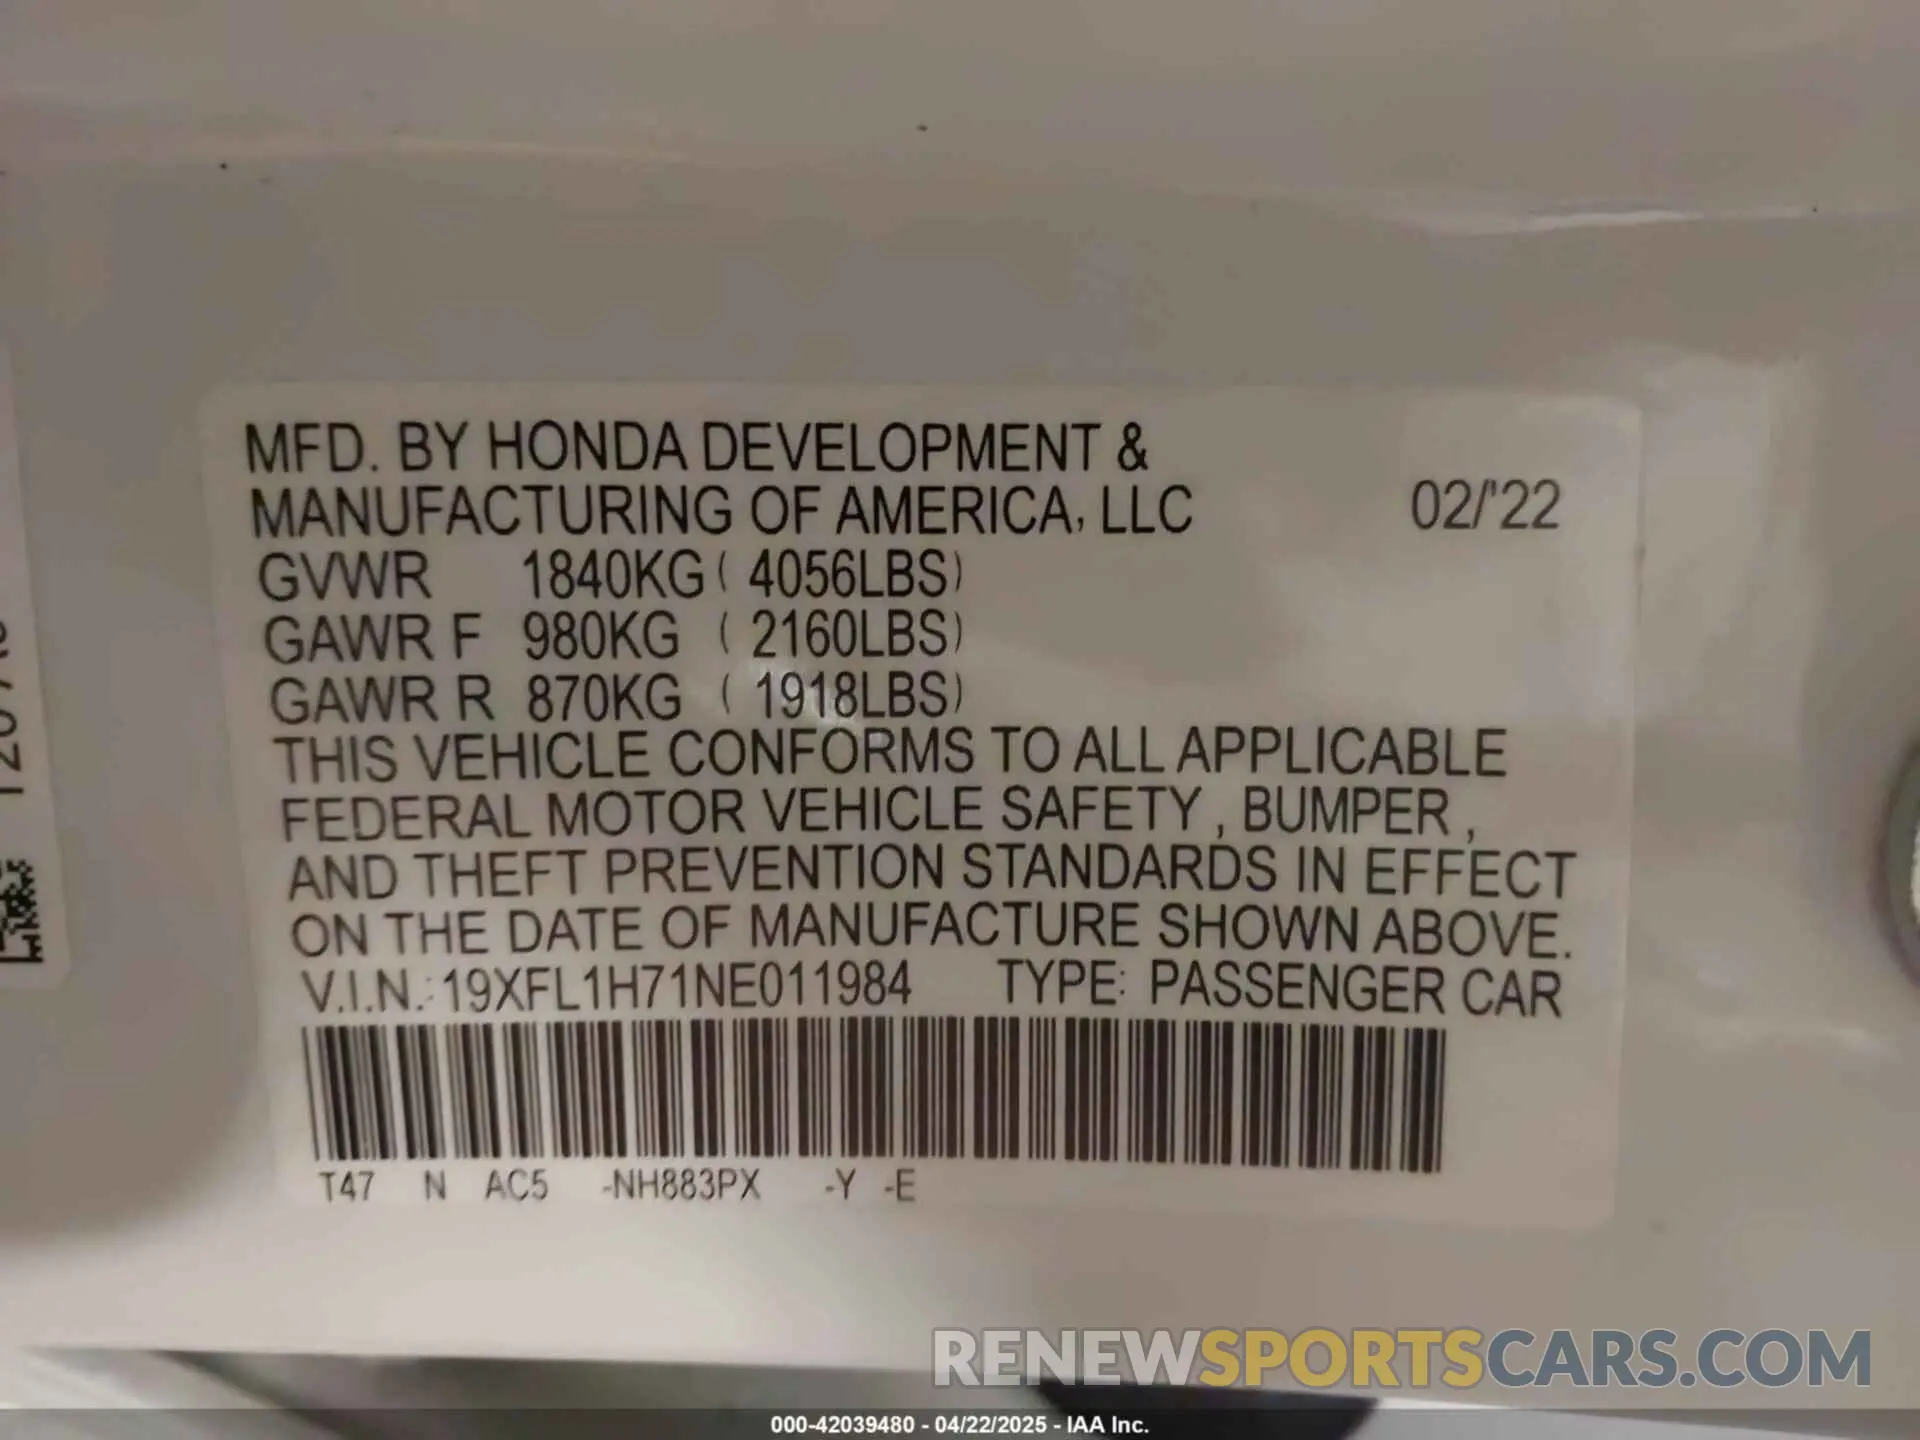 MFD. BY HONDA DEVELOPMENT &
MANUFACTURING OF AMERICA, LLC 02/'22
GVWR 1840KG ( 4056LBS)
GAWR F 980KG ( 2160LBS)
GAWR R 870KG ( 1918LBS)
THIS VEHICLE CONFORMS TO ALL APPLICABLE
FEDERAL MOTOR VEHICLE SAFETY , BUMPER ,
AND THEFT PREVENTION STANDARDS IN EFFECT
ON THE DATE OF MANUFACTURE SHOWN ABOVE.
V.I.N.: 19XFL1H71NE011984 TYPE: PASSENGER CAR
T47 N AC5 -NH883PX -Y -E
RENEWSPORTSCARS.COM
000-42039480 - 04/22/2025 - IAA Inc.